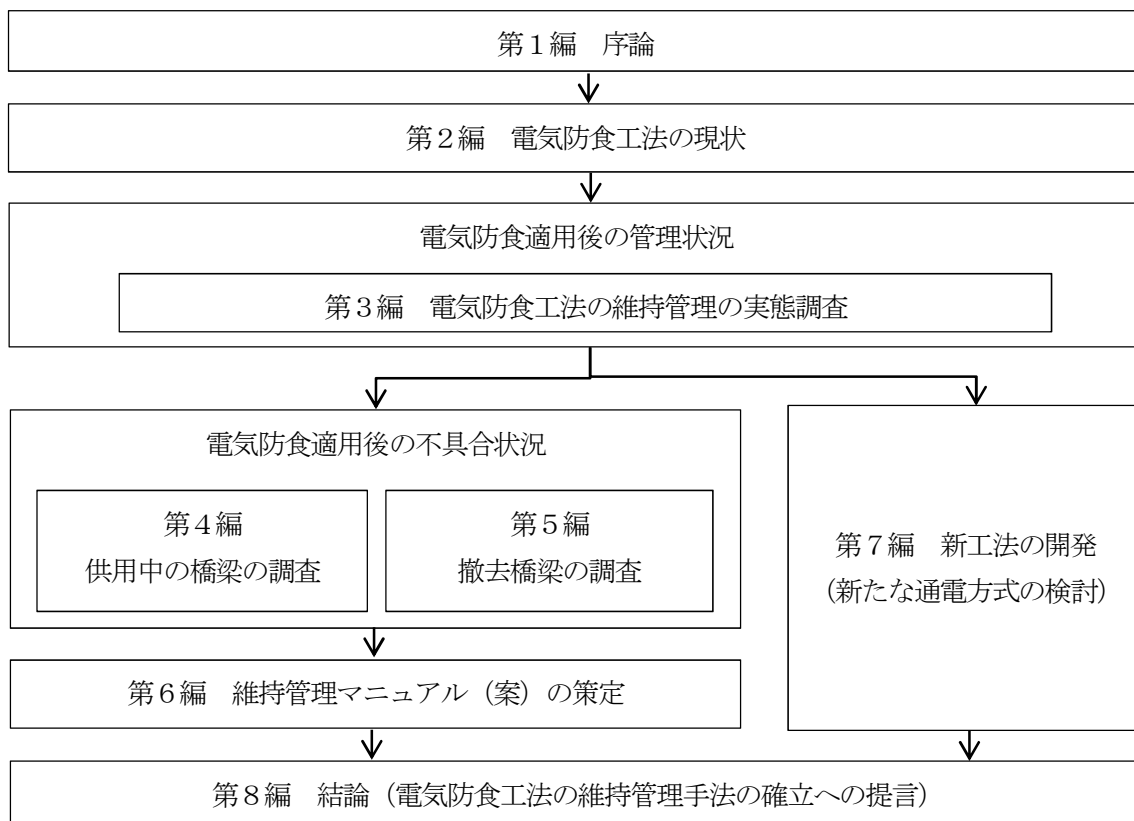 第１編　序論
第２編　電気防食工法の現状
電気防食適用後の管理状況
第３編　電気防食工法の維持管理の実態調査
電気防食適用後の不具合状況
第４編
供用中の橋梁の調査
第５編
撤去橋梁の調査
第７編　新工法の開発
(新たな通電方式の検討)
第６編　維持管理マニュアル（案）の策定
第８編　結論（電気防食工法の維持管理手法の確立への提言）